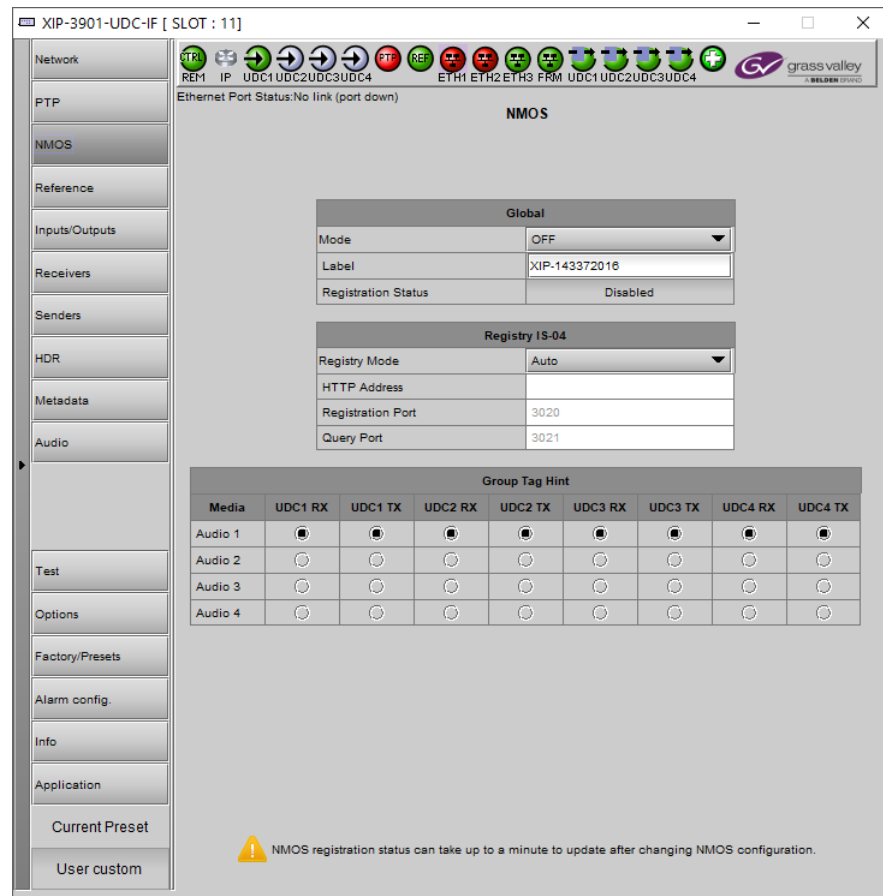 XIP-3901-UDC-IF [ SLOT : 11]
CTRL PTP REF
REM IP UDC1 UDC2 UDC3 UDC4 ETH1 ETH2 ETH3 FRM UDC1 UDC2 UDC3 UDC4
GV grass valley
A BELDEN BRAND
Ethernet Port Status:No link (port down)
Network
PTP
NMOS
Reference
Inputs/Outputs
Receivers
Senders
HDR
Metadata
Audio
Test
Options
Factory/Presets
Alarm config.
Info
Application
Current Preset
User custom
NMOS
Global
Mode OFF
Label XIP-143372016
Registration Status Disabled
Registry IS-04
Registry Mode Auto
HTTP Address
Registration Port 3020
Query Port 3021
Group Tag Hint
Media UDC1 RX UDC1 TX UDC2 RX UDC2 TX UDC3 RX UDC3 TX UDC4 RX UDC4 TX
Audio 1
Audio 2
Audio 3
Audio 4
NMOS registration status can take up to a minute to update after changing NMOS configuration.